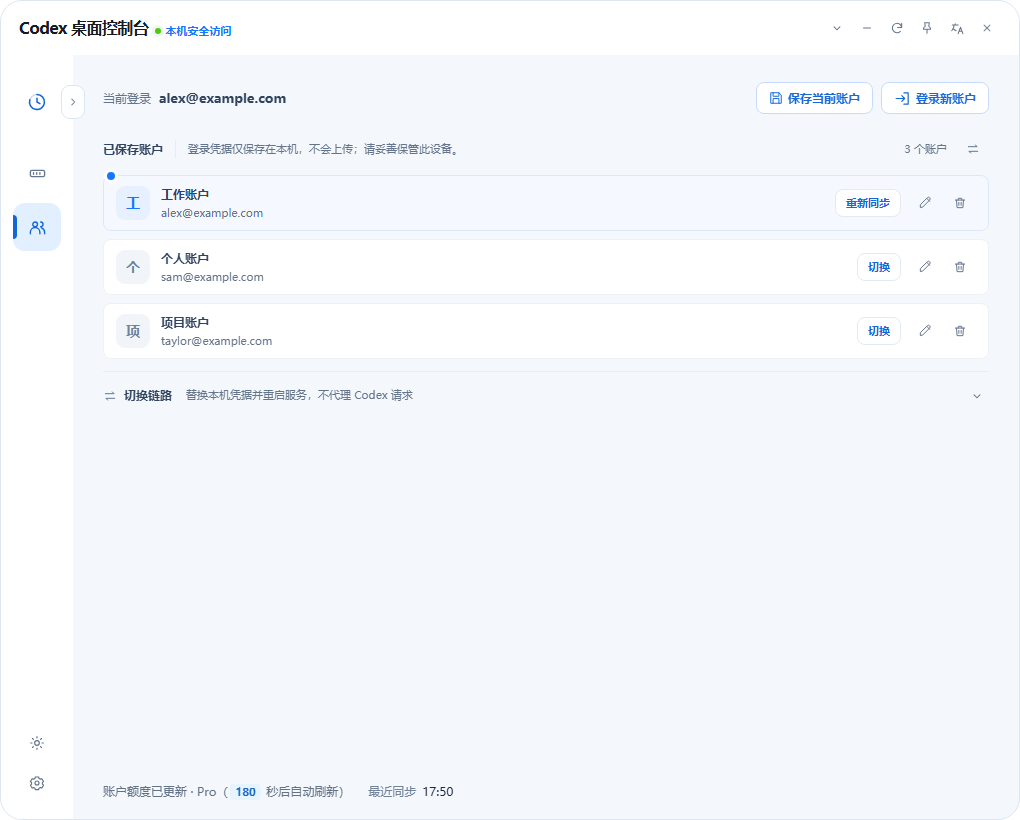 Codex 桌面控制台 本机安全访问
当前登录 alex@example.com 保存当前账户 登录新账户
已保存账户 登录凭据仅保存在本机，不会上传；请妥善保管此设备。 3 个账户
工 工作账户 重新同步
alex@example.com
个 个人账户 切换
sam@example.com
项 项目账户 切换
taylor@example.com
切换链路 替换本机凭据并重启服务，不代理 Codex 请求
账户额度已更新 · Pro （ 180 秒后自动刷新） 最近同步 17:50